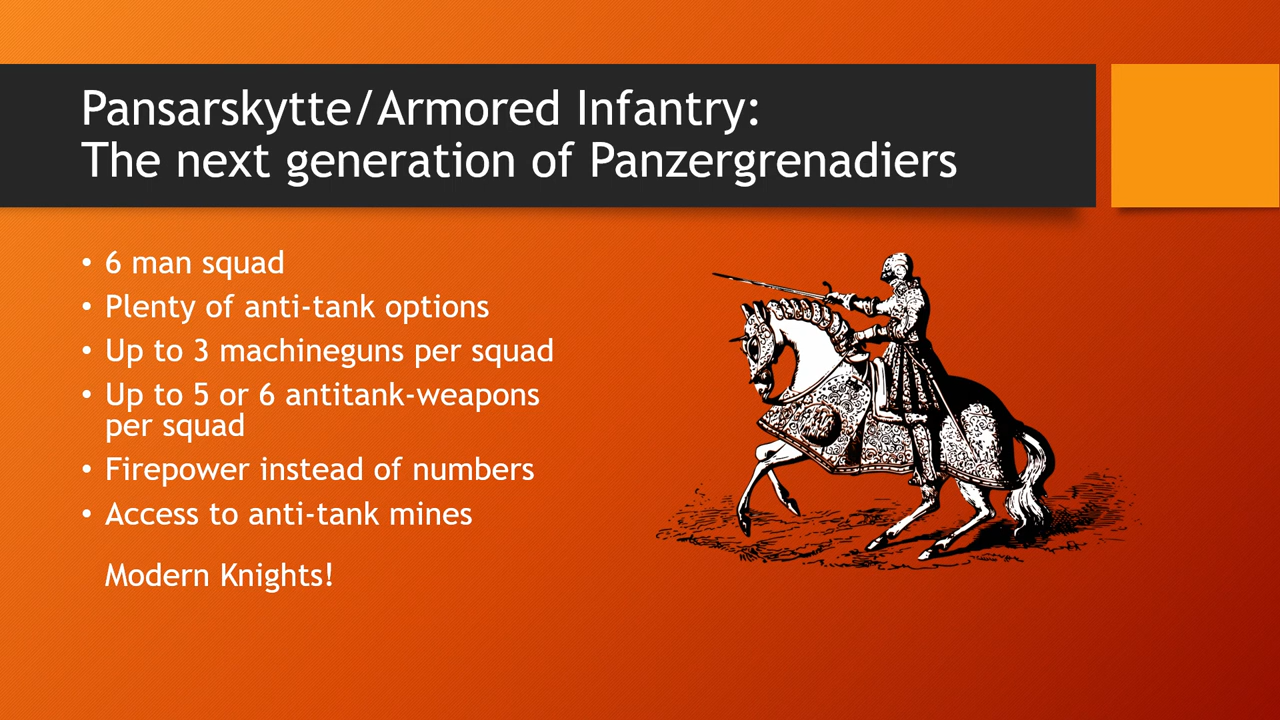 Pansarskytte/Armored Infantry:
The next generation of Panzergrenadiers
• 6 man squad
• Plenty of anti-tank options
• Up to 3 machineguns per squad
• Up to 5 or 6 antitank-weapons
per squad
• Firepower instead of numbers
• Access to anti-tank mines
Modern Knights!